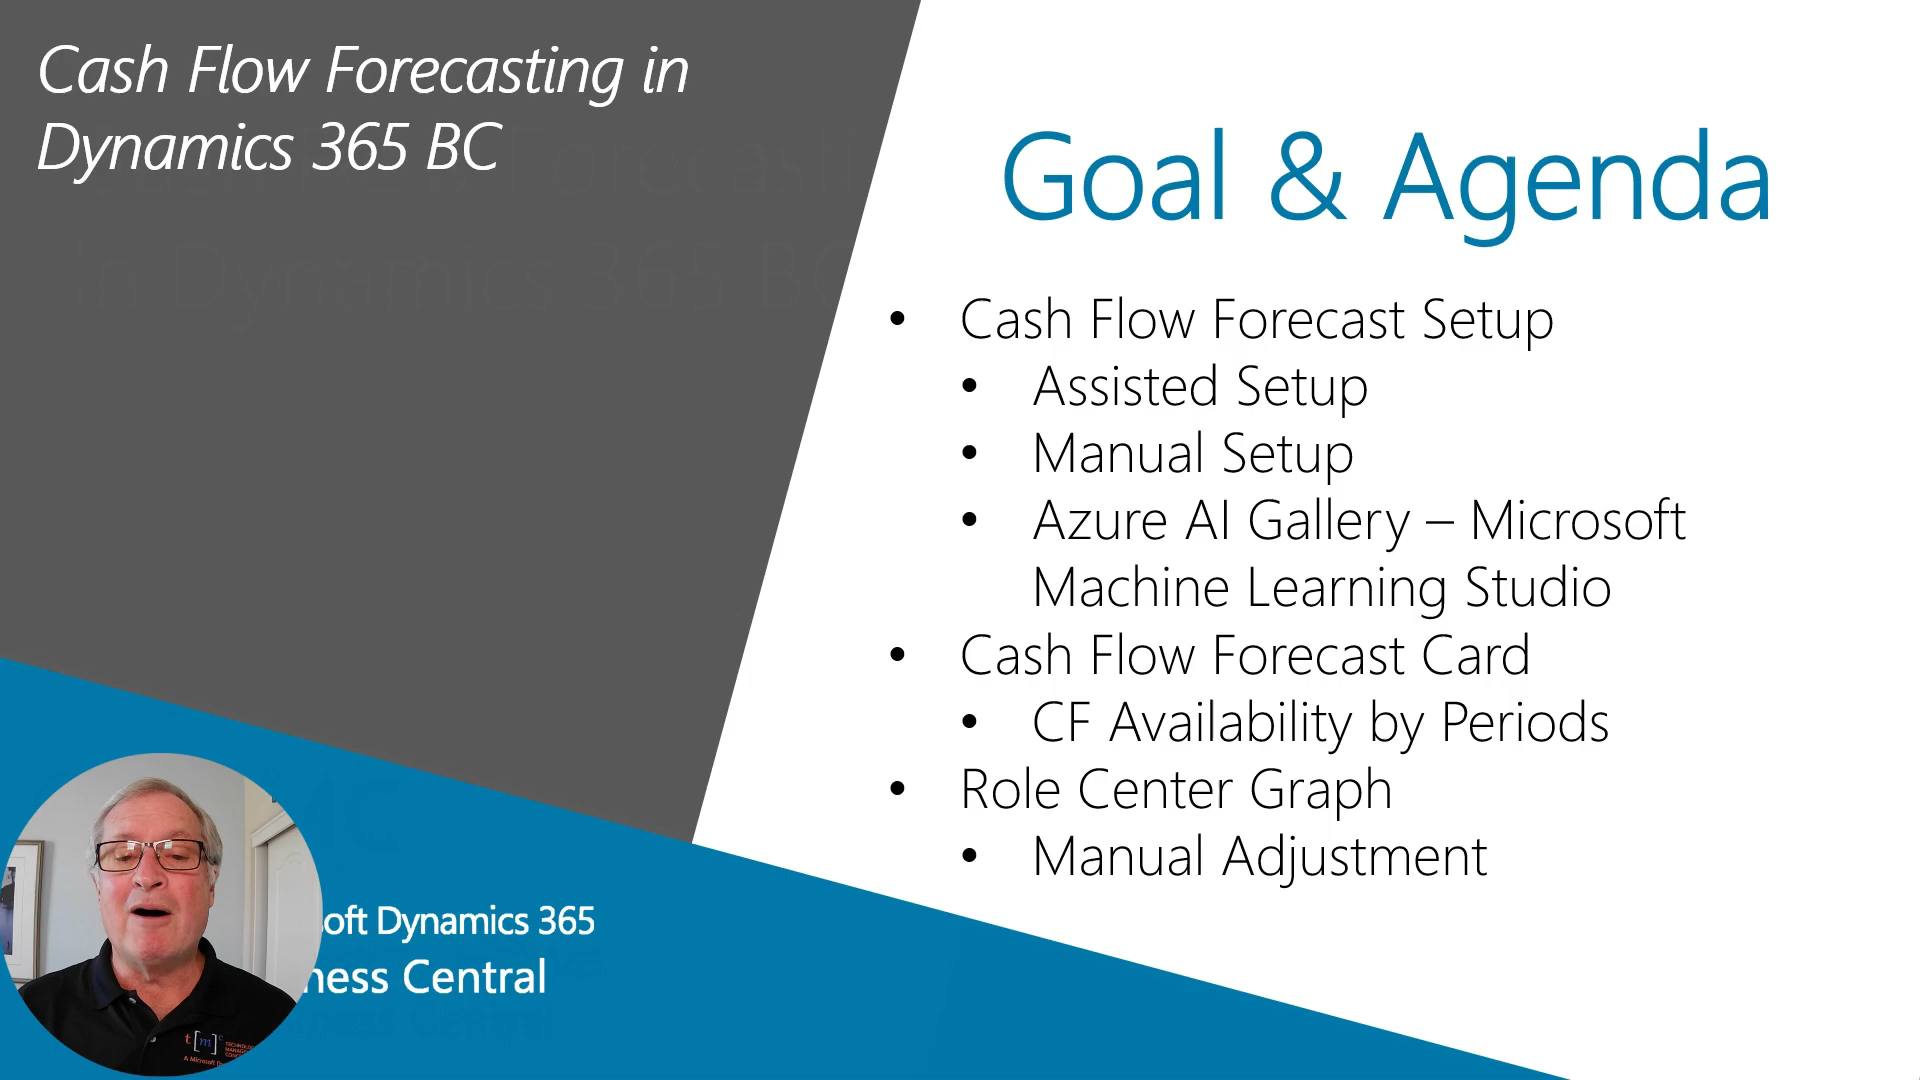 Cash Flow Forecasting in
Dynamics 365 BC
Goal & Agenda
• Cash Flow Forecast Setup
• Assisted Setup
• Manual Setup
• Azure AI Gallery – Microsoft
Machine Learning Studio
• Cash Flow Forecast Card
• CF Availability by Periods
• Role Center Graph
• Manual Adjustment
soft Dynamics 365
ness Central
t[m]c